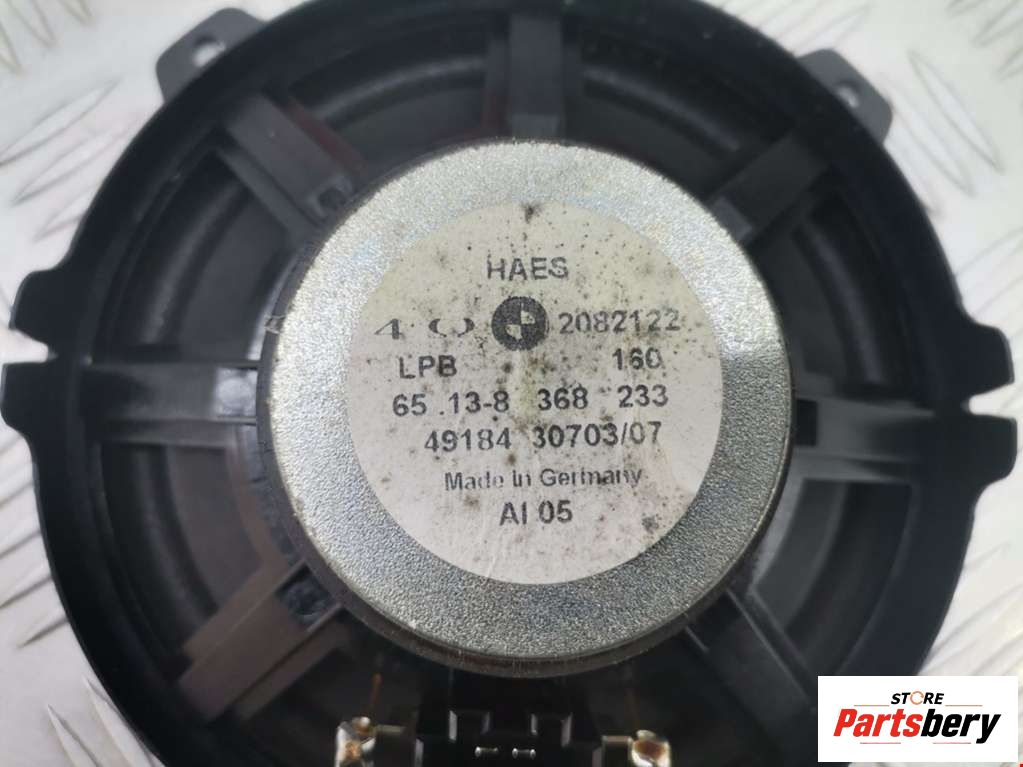 HAES
4 Ω 2082122
LPB 160
65 .13-8 368 233
49184 30703/07
Made in Germany
AI 05
STORE
Partsbery